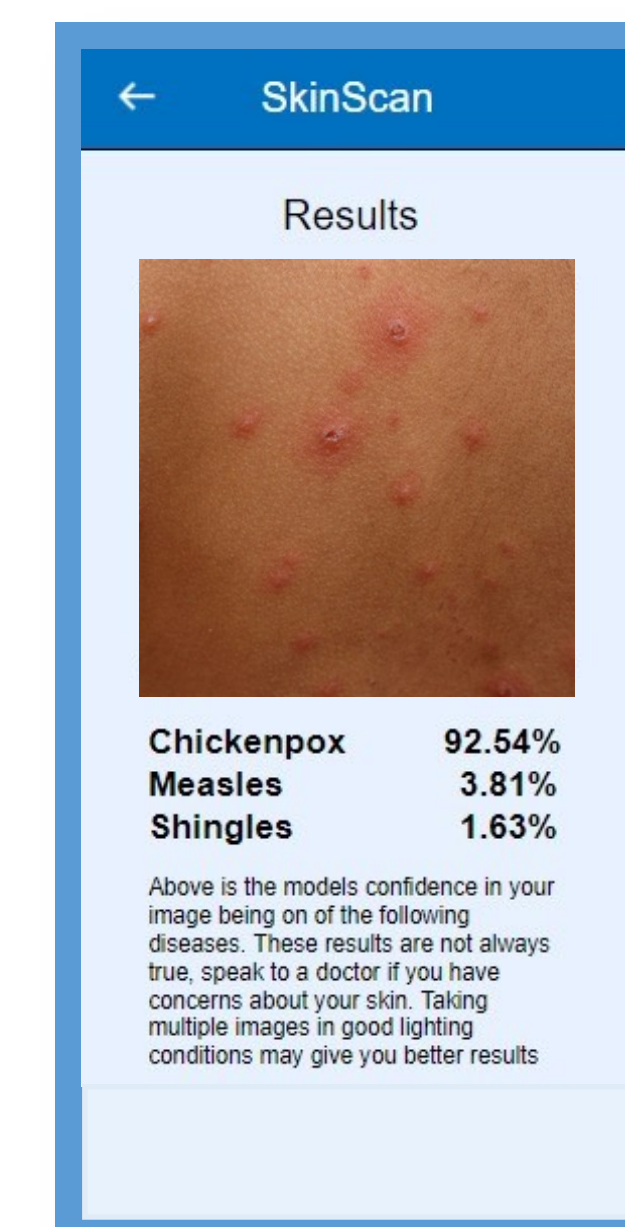 SkinScan
Results
Chickenpox 92.54%
Measles 3.81%
Shingles 1.63%
Above is the models confidence in your
image being on of the following
diseases. These results are not always
true, speak to a doctor if you have
concerns about your skin. Taking
multiple images in good lighting
conditions may give you better results